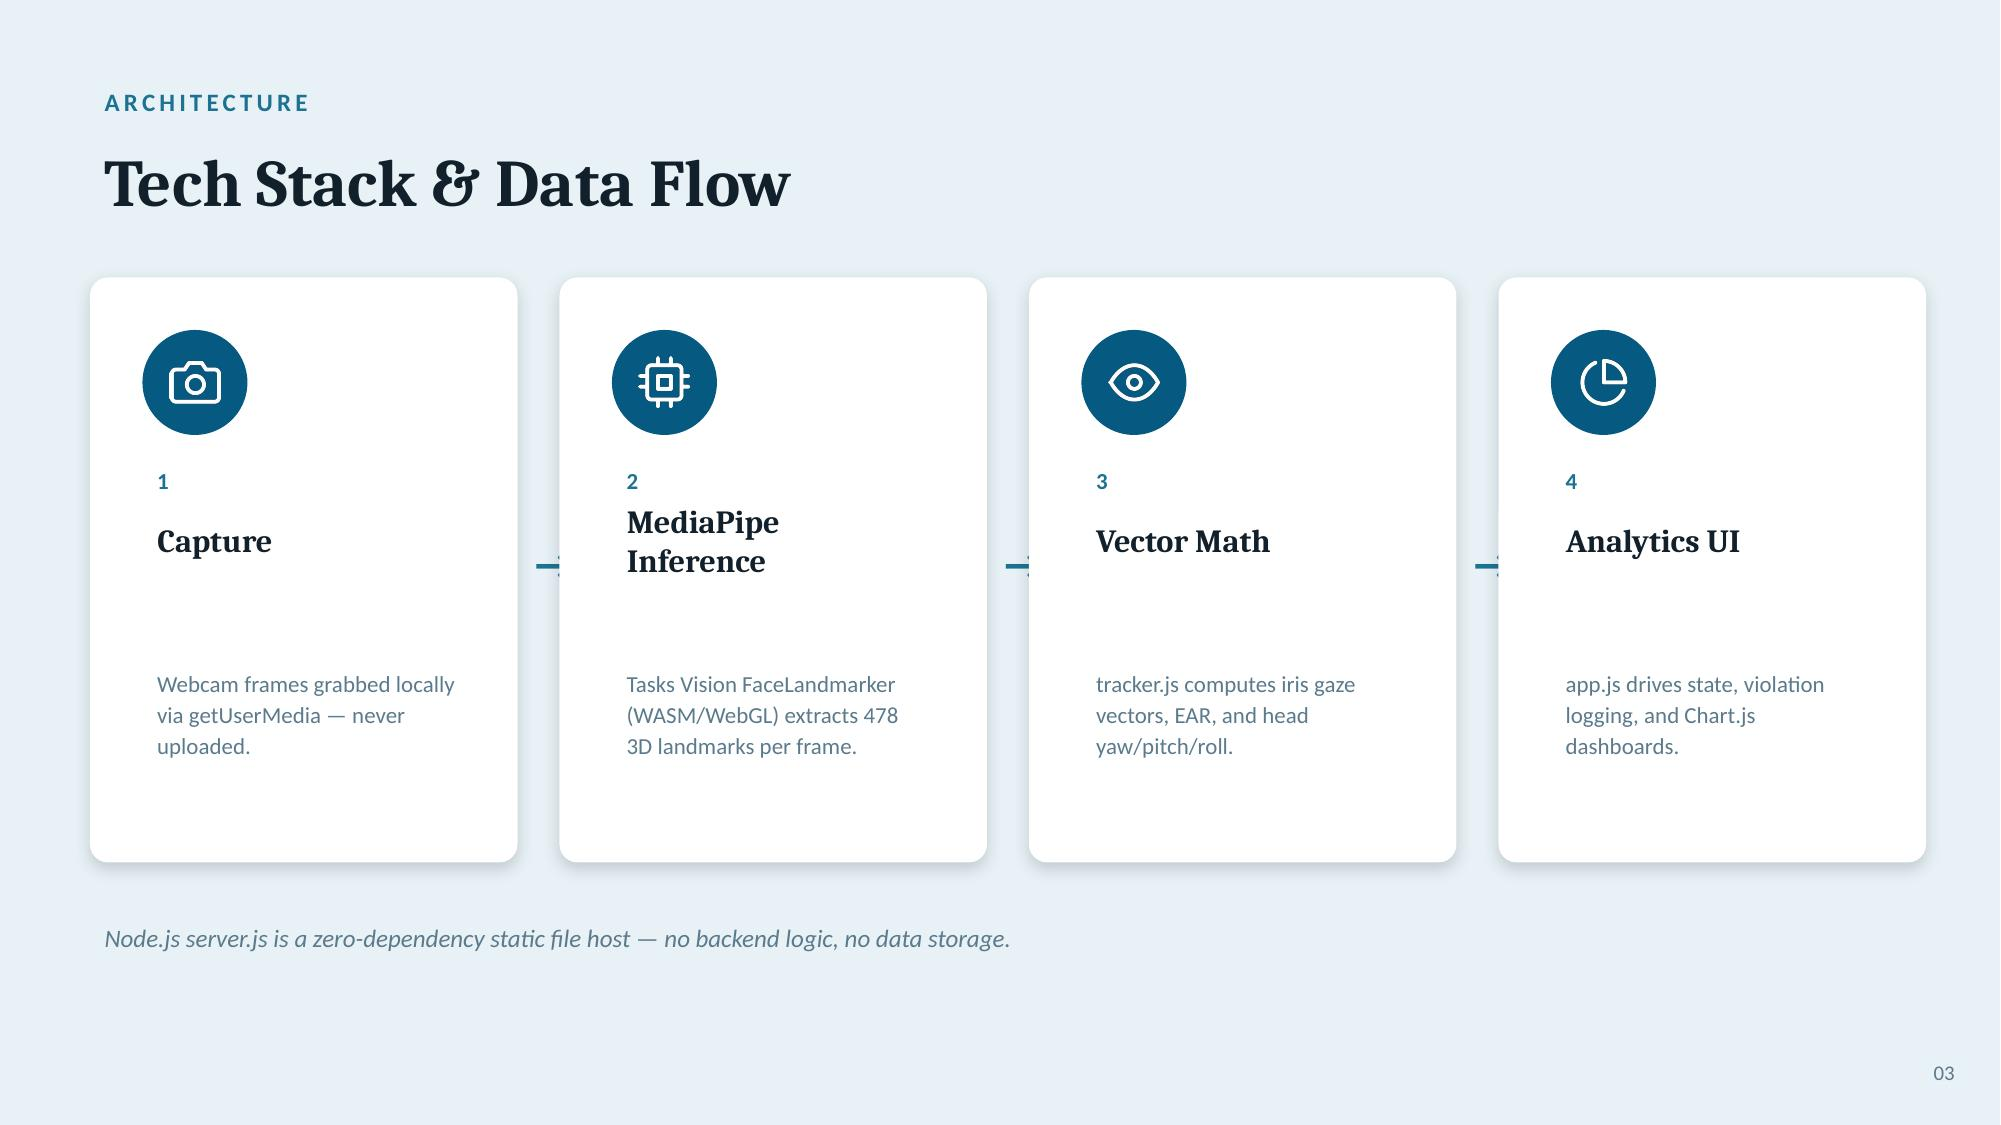 ARCHITECTURE
Tech Stack & Data Flow
1
Capture
Webcam frames grabbed locally
via getUserMedia — never
uploaded.
2
MediaPipe
Inference
Tasks Vision FaceLandmarker
(WASM/WebGL) extracts 478
3D landmarks per frame.
3
Vector Math
tracker.js computes iris gaze
vectors, EAR, and head
yaw/pitch/roll.
4
Analytics UI
app.js drives state, violation
logging, and Chart.js
dashboards.
Node.js server.js is a zero-dependency static file host — no backend logic, no data storage.
03